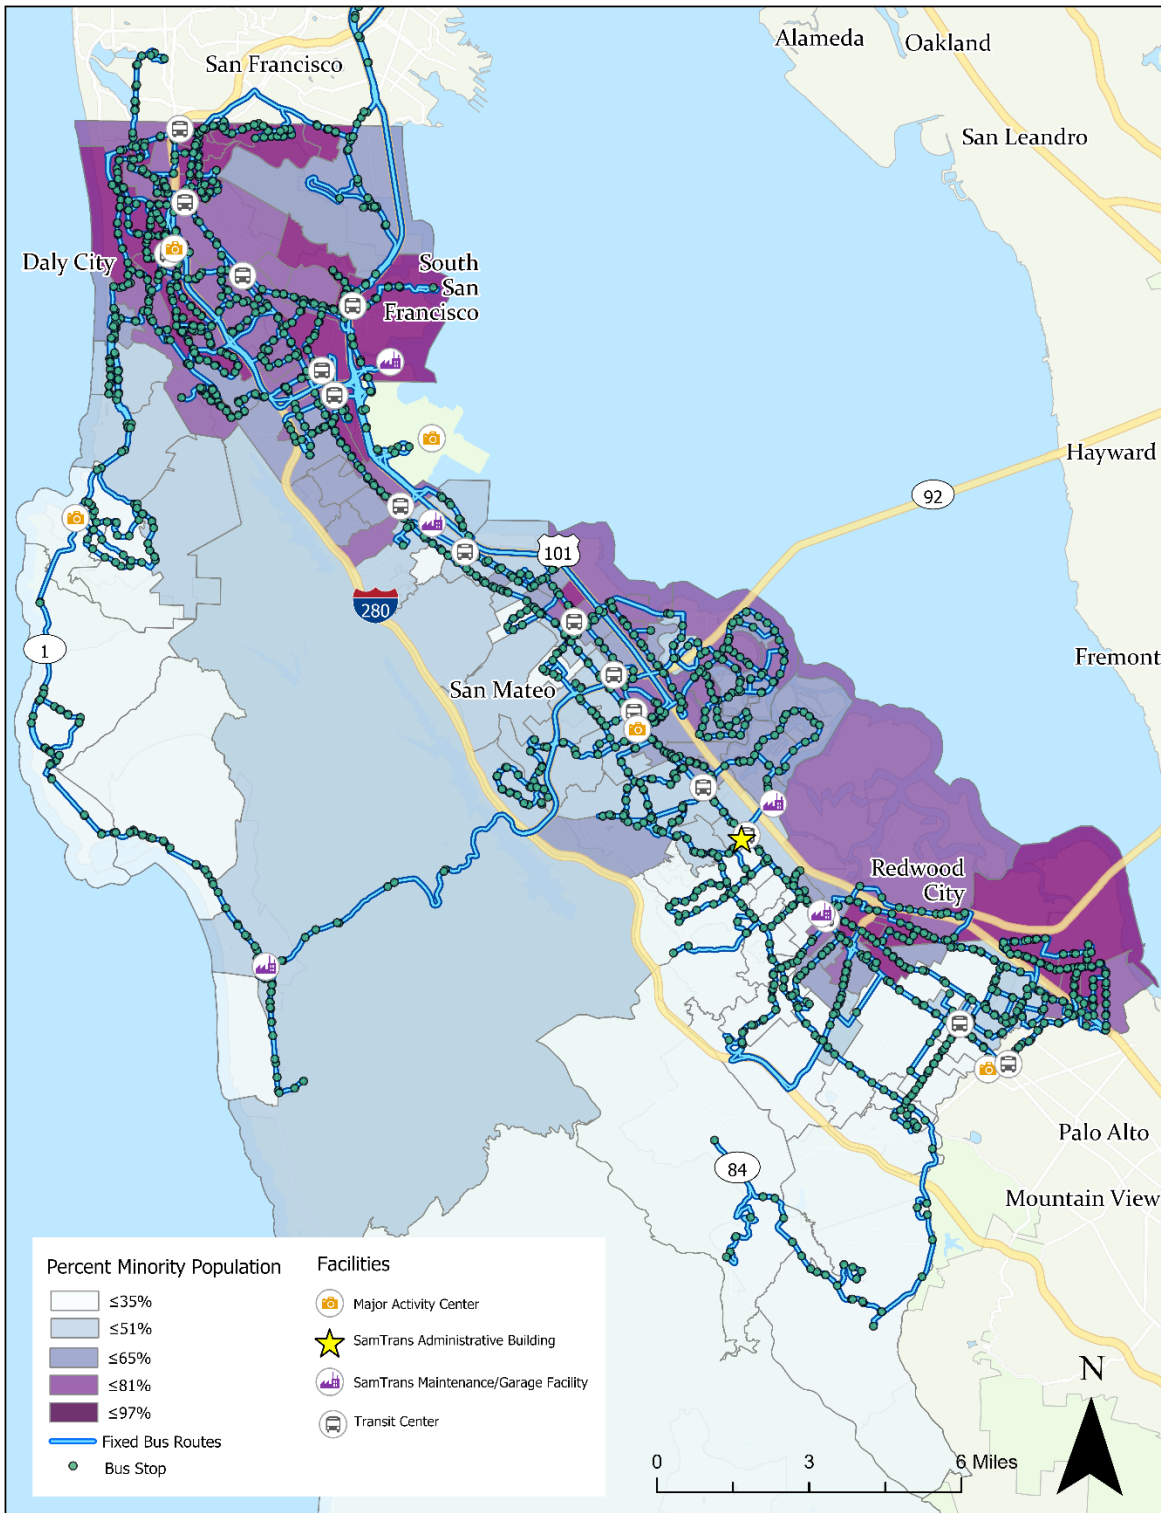 Alameda
Oakland
San Francisco
San Leandro
Daly City
South
San
Francisco
Hayward
92
101
280
1
Fremont
San Mateo
Redwood
City
Palo Alto
84
Mountain View
Percent Minority Population
≤35%
≤51%
≤65%
≤81%
≤97%
Fixed Bus Routes
Bus Stop
Facilities
Major Activity Center
SamTrans Administrative Building
SamTrans Maintenance/Garage Facility
Transit Center
N
0 3 6 Miles